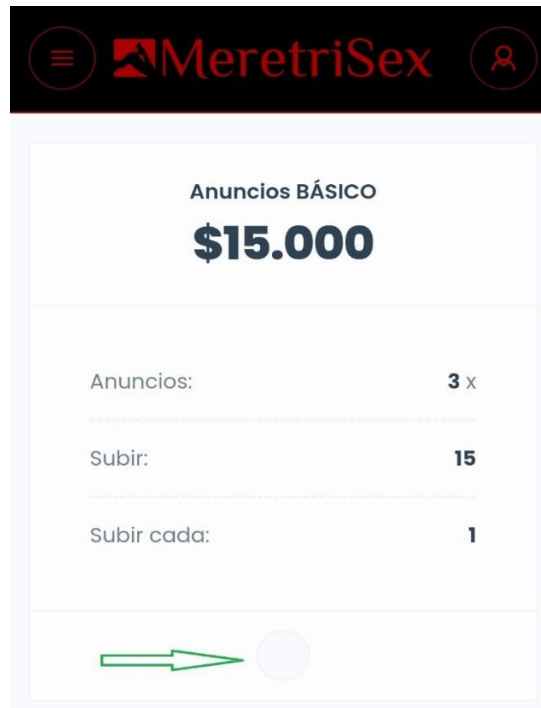 MeretriSex
Anuncios BÁSICO
$15.000
Anuncios: 3 x
Subir: 15
Subir cada: 1